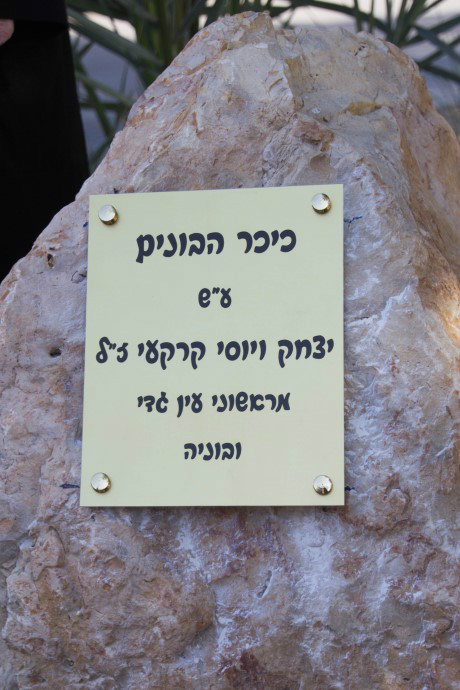 כיכר הבונים
ע״ש
יצחק ויוסי קרקעי ז״ל
מראשוני עין גדי
ובוניה